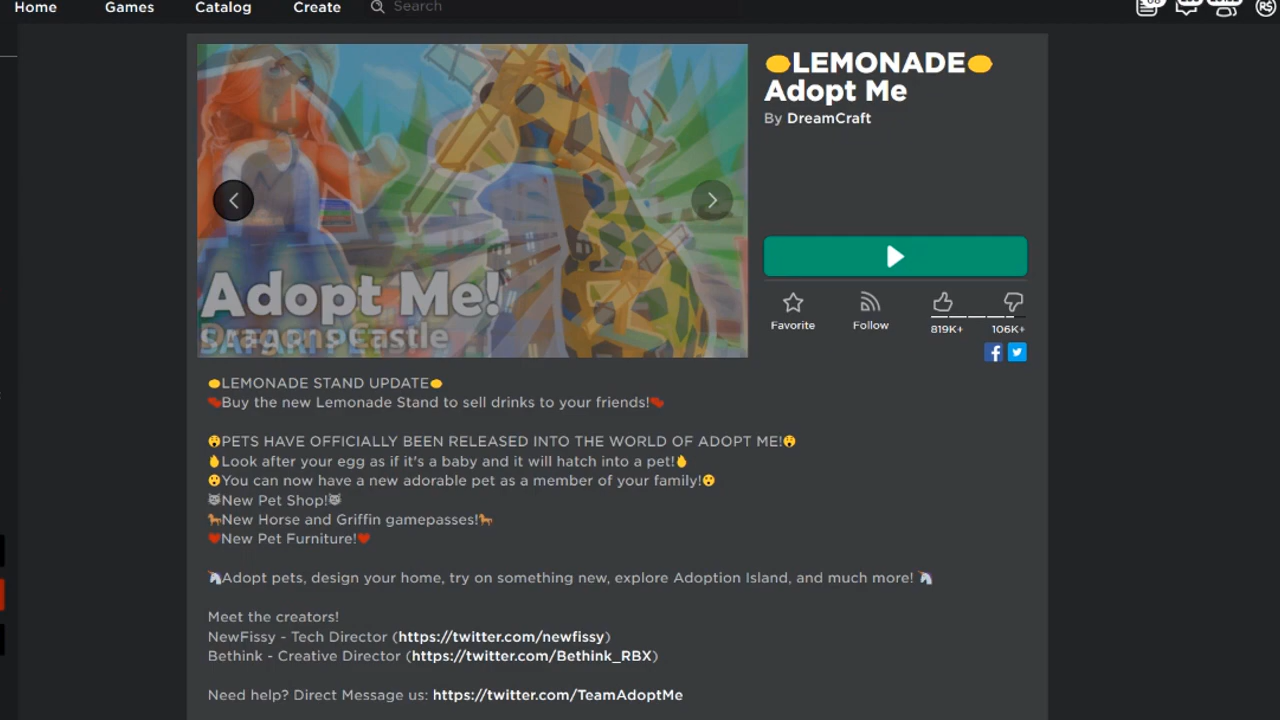 Home Games Catalog Create Search
🍋LEMONADE🍋
Adopt Me
By DreamCraft
Adopt Me!
Dragons Castle
SAFARI PETS
Favorite Follow 819K+ 106K+
🍋LEMONADE STAND UPDATE🍋
Buy the new Lemonade Stand to sell drinks to your friends!
😲PETS HAVE OFFICIALLY BEEN RELEASED INTO THE WORLD OF ADOPT ME!😲
🔥Look after your egg as if it's a baby and it will hatch into a pet!🔥
😲You can now have a new adorable pet as a member of your family!😲
New Pet Shop!
🐎New Horse and Griffin gamepasses!🐎
❤New Pet Furniture!❤
🦄Adopt pets, design your home, try on something new, explore Adoption Island, and much more! 🦄
Meet the creators!
NewFissy - Tech Director (https://twitter.com/newfissy)
Bethink - Creative Director (https://twitter.com/Bethink_RBX)
Need help? Direct Message us: https://twitter.com/TeamAdoptMe